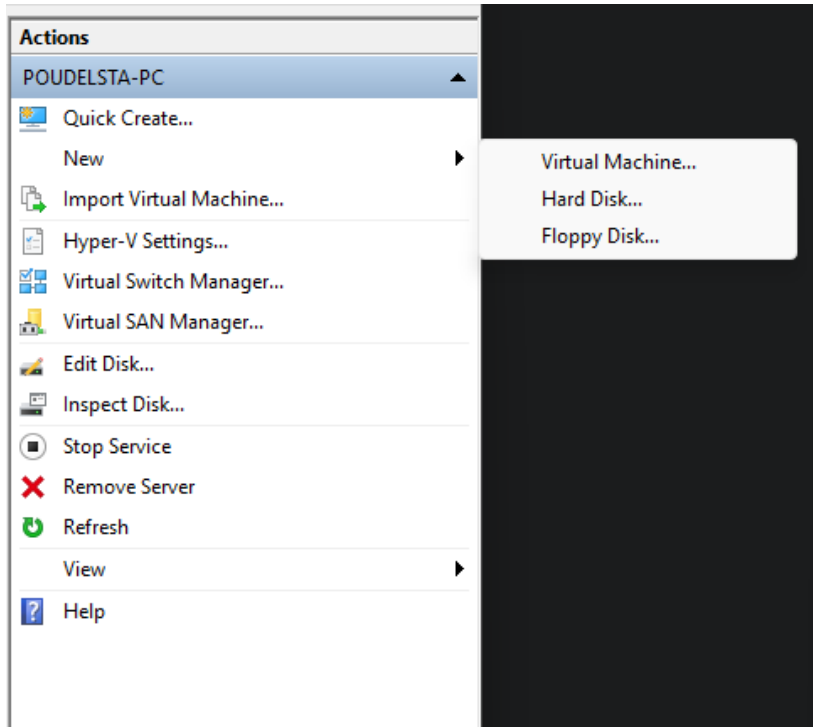 Actions
POUDELSTA-PC
Quick Create...
New
Virtual Machine...
Hard Disk...
Floppy Disk...
Import Virtual Machine...
Hyper-V Settings...
Virtual Switch Manager...
Virtual SAN Manager...
Edit Disk...
Inspect Disk...
Stop Service
Remove Server
Refresh
View
Help